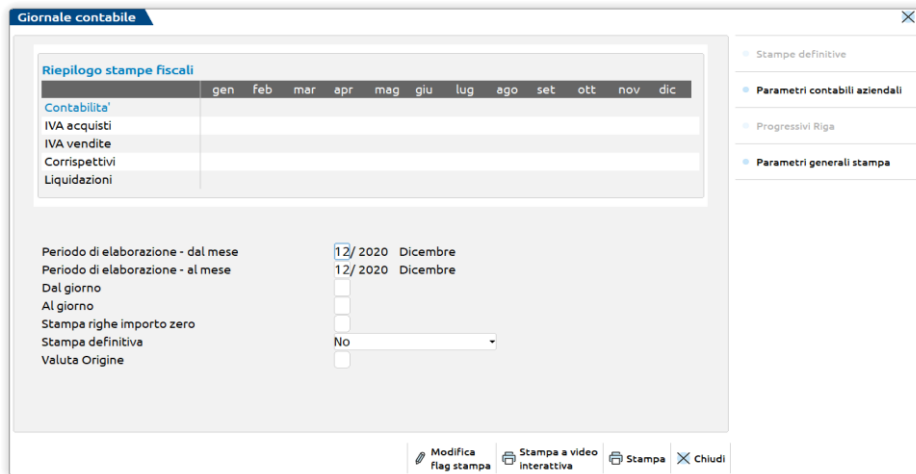 Giornale contabile
Riepilogo stampe fiscali
gen feb mar apr mag giu lug ago set ott nov dic
Contabilita'
IVA acquisti
IVA vendite
Corrispettivi
Liquidazioni
Periodo di elaborazione - dal mese 12/ 2020 Dicembre
Periodo di elaborazione - al mese 12/ 2020 Dicembre
Dal giorno
Al giorno
Stampa righe importo zero
Stampa definitiva No
Valuta Origine
Stampe definitive
Parametri contabili aziendali
Progressivi Riga
Parametri generali stampa
Modifica flag stampa
Stampa a video interattiva
Stampa
Chiudi